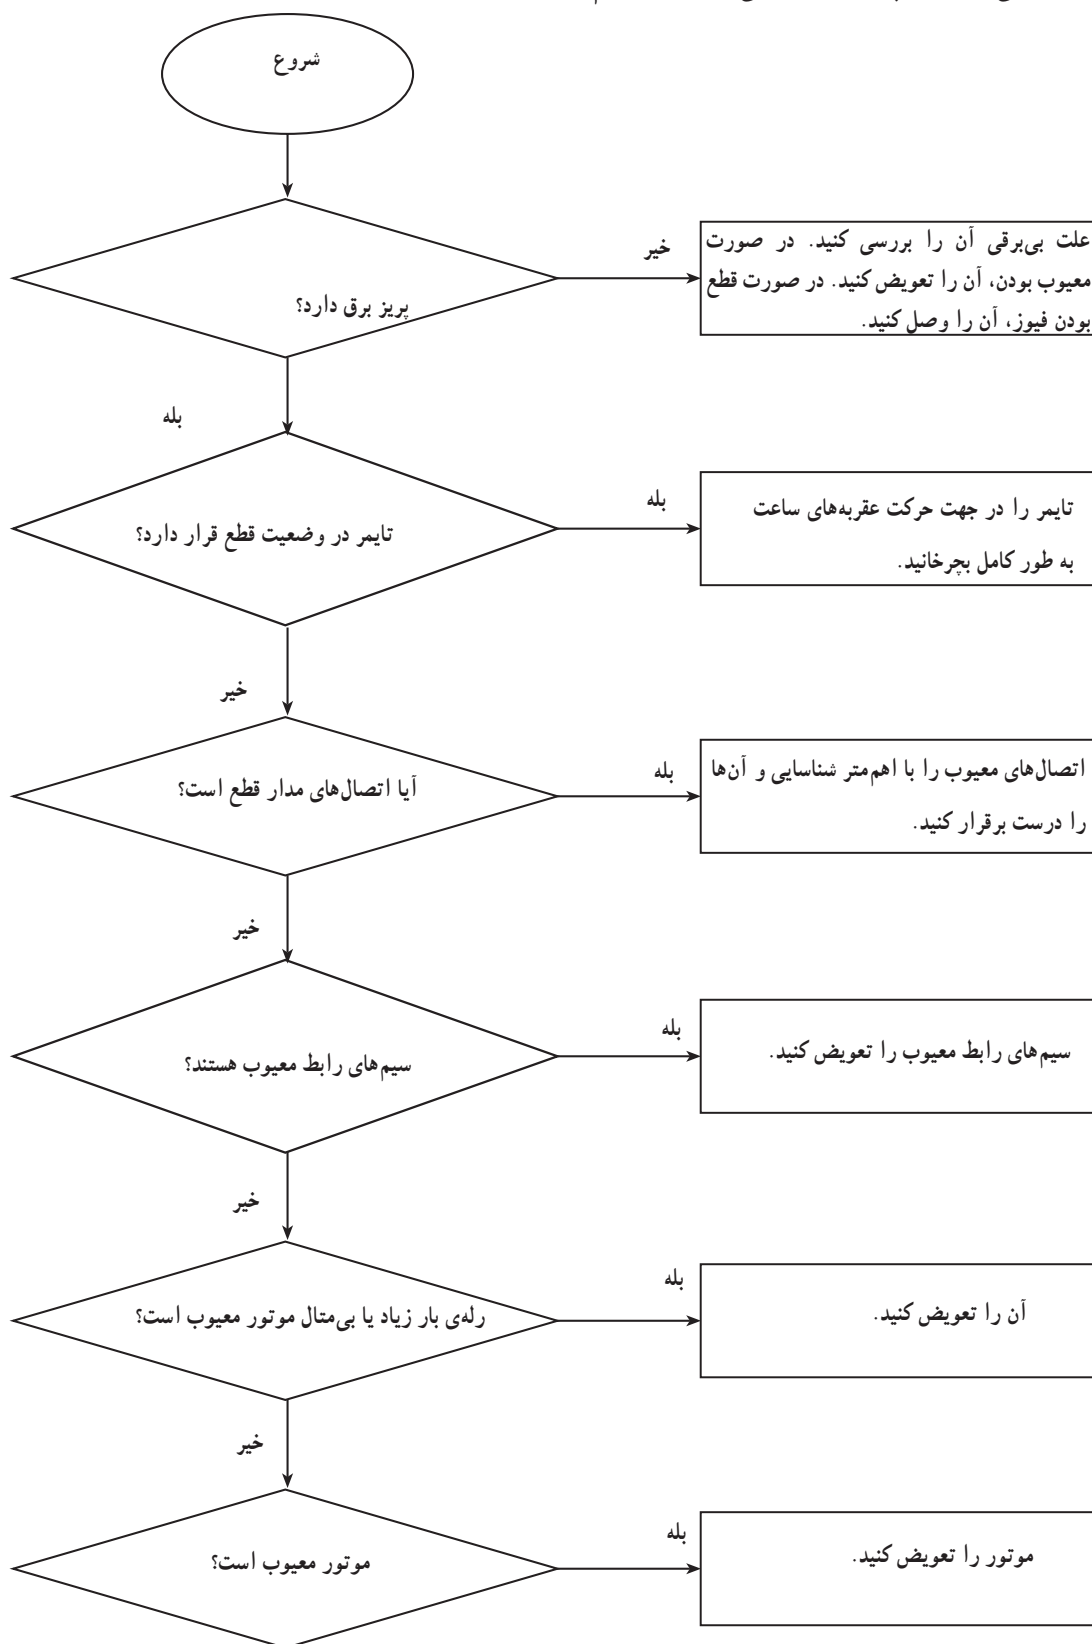 شروع
خیر
علت بی‌برقی آن را بررسی کنید. در صورت
معیوب بودن، آن را تعویض کنید. در صورت قطع
بودن فیوز، آن را وصل کنید.
پریز برق دارد؟
بله
بله
تایمر را در جهت حرکت عقربه‌های ساعت
به طور کامل بچرخانید.
تایمر در وضعیت قطع قرار دارد؟
خیر
بله
اتصال‌های معیوب را با اهم‌متر شناسایی و آن‌ها
را درست برقرار کنید.
آیا اتصال‌های مدار قطع است؟
خیر
بله
سیم‌های رابط معیوب را تعویض کنید.
سیم‌های رابط معیوب هستند؟
خیر
بله
آن را تعویض کنید.
رله‌ی بار زیاد یا بی‌متال موتور معیوب است؟
خیر
بله
موتور را تعویض کنید.
موتور معیوب است؟